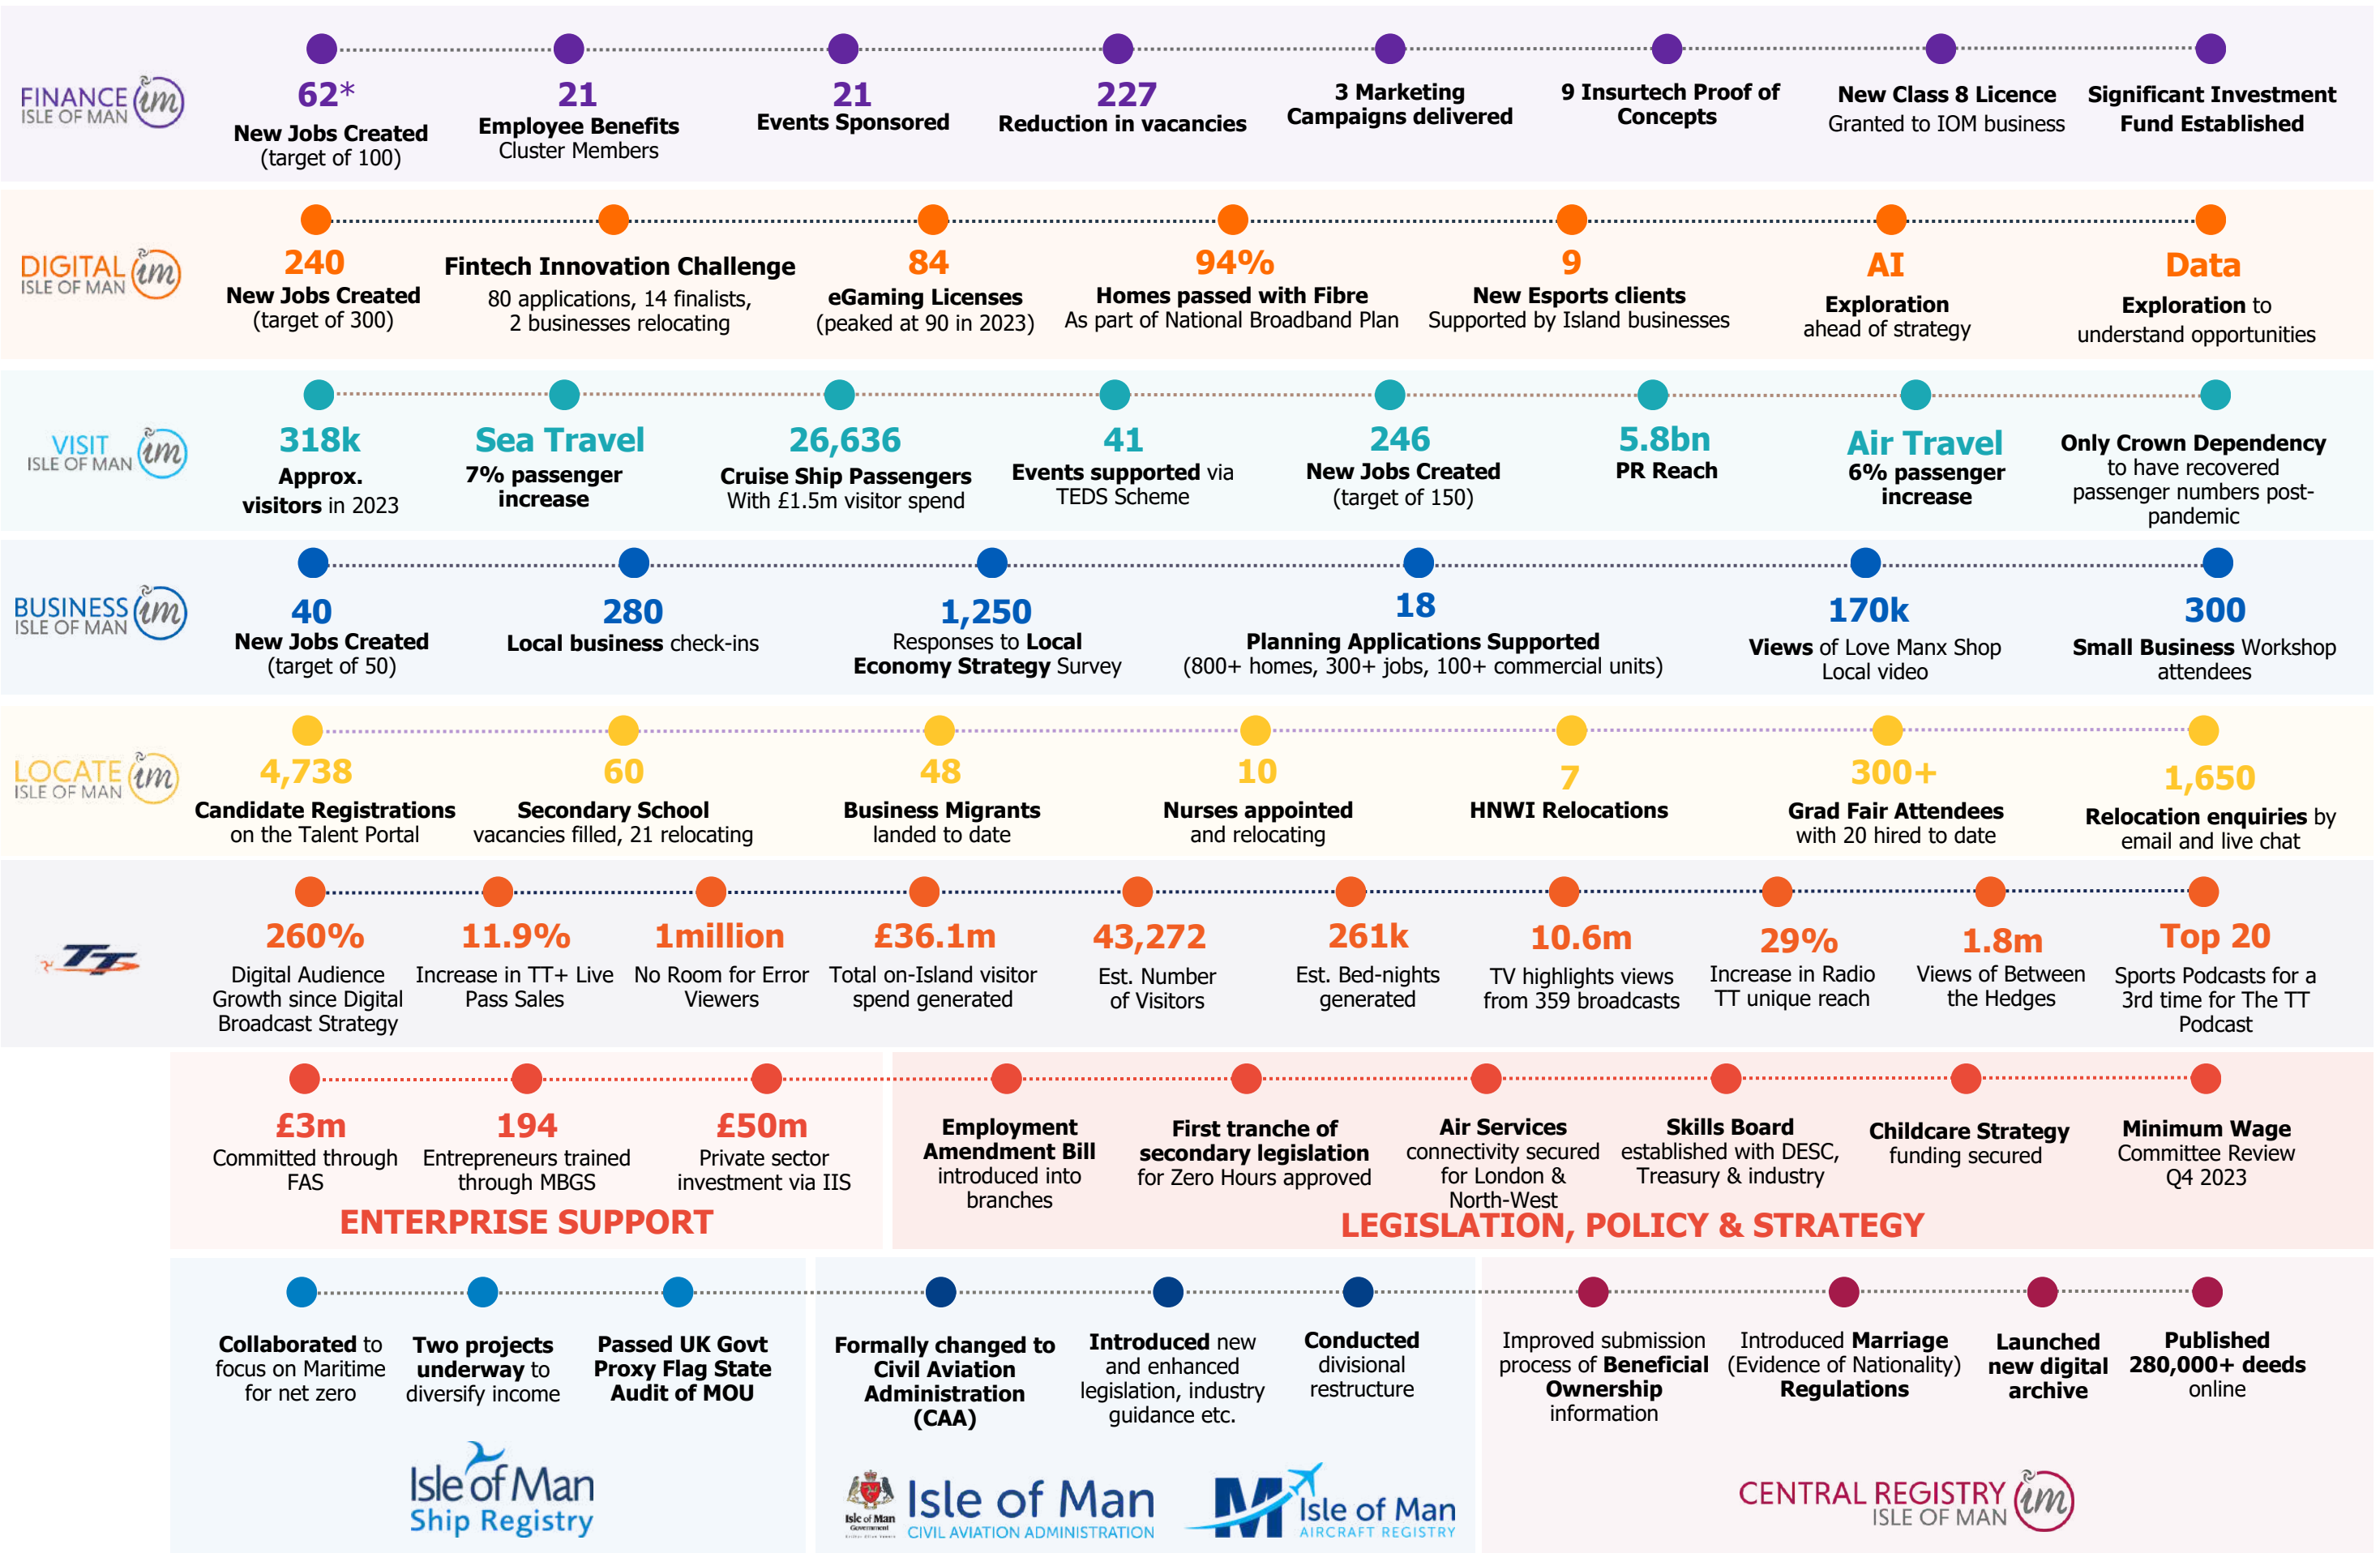 FINANCE
ISLE OF MAN
im
62*
New Jobs Created
(target of 100)
21
Employee Benefits
Cluster Members
21
Events Sponsored
227
Reduction in vacancies
3 Marketing
Campaigns delivered
9 Insurtech Proof of
Concepts
New Class 8 Licence
Granted to IOM business
Significant Investment
Fund Established
DIGITAL
ISLE OF MAN
im
240
New Jobs Created
(target of 300)
Fintech Innovation Challenge
80 applications, 14 finalists,
2 businesses relocating
84
eGaming Licenses
(peaked at 90 in 2023)
94%
Homes passed with Fibre
As part of National Broadband Plan
9
New Esports clients
Supported by Island businesses
AI
Exploration
ahead of strategy
Data
Exploration to
understand opportunities
VISIT
ISLE OF MAN
im
318k
Approx.
visitors in 2023
Sea Travel
7% passenger
increase
26,636
Cruise Ship Passengers
With £1.5m visitor spend
41
Events supported via
TEDS Scheme
246
New Jobs Created
(target of 150)
5.8bn
PR Reach
Air Travel
6% passenger
increase
Only Crown Dependency
to have recovered
passenger numbers post-
pandemic
BUSINESS
ISLE OF MAN
im
40
New Jobs Created
(target of 50)
280
Local business check-ins
1,250
Responses to Local
Economy Strategy Survey
18
Planning Applications Supported
(800+ homes, 300+ jobs, 100+ commercial units)
170k
Views of Love Manx Shop
Local video
300
Small Business Workshop
attendees
LOCATE
ISLE OF MAN
im
4,738
Candidate Registrations
on the Talent Portal
60
Secondary School
vacancies filled, 21 relocating
48
Business Migrants
landed to date
10
Nurses appointed
and relocating
7
HNWI Relocations
300+
Grad Fair Attendees
with 20 hired to date
1,650
Relocation enquiries by
email and live chat
TT
260%
Digital Audience
Growth since Digital
Broadcast Strategy
11.9%
Increase in TT+ Live
Pass Sales
1million
No Room for Error
Viewers
£36.1m
Total on-Island visitor
spend generated
43,272
Est. Number
of Visitors
261k
Est. Bed-nights
generated
10.6m
TV highlights views
from 359 broadcasts
29%
Increase in Radio
TT unique reach
1.8m
Views of Between
the Hedges
Top 20
Sports Podcasts for a
3rd time for The TT
Podcast
£3m
Committed through
FAS
194
Entrepreneurs trained
through MBGS
£50m
Private sector
investment via IIS
ENTERPRISE SUPPORT
Employment
Amendment Bill
introduced into
branches
First tranche of
secondary legislation
for Zero Hours approved
Air Services
connectivity secured
for London &
North-West
Skills Board
established with DESC,
Treasury & industry
Childcare Strategy
funding secured
Minimum Wage
Committee Review
Q4 2023
LEGISLATION, POLICY & STRATEGY
Collaborated to
focus on Maritime
for net zero
Two projects
underway to
diversify income
Passed UK Govt
Proxy Flag State
Audit of MOU
Isle of Man
Ship Registry
Formally changed to
Civil Aviation
Administration
(CAA)
Introduced new
and enhanced
legislation, industry
guidance etc.
Conducted
divisional
restructure
Isle of Man
Government
Isle of Man
CIVIL AVIATION ADMINISTRATION
M
Isle of Man
AIRCRAFT REGISTRY
Improved submission
process of Beneficial
Ownership
information
Introduced Marriage
(Evidence of Nationality)
Regulations
Launched
new digital
archive
Published
280,000+ deeds
online
CENTRAL REGISTRY
ISLE OF MAN
im